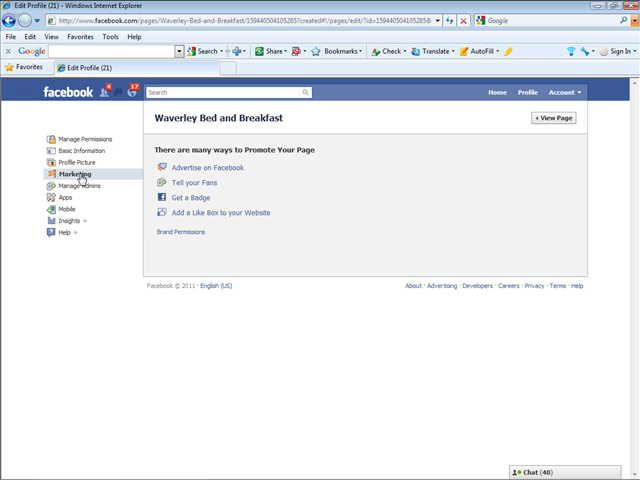 Edit Profile (21) - Windows Internet Explorer
http://www.facebook.com/pages/Waverley-Bed-and-Breakfast/159440504105285?created#!/pages/edit/?id=159440504105285&
Google
File Edit View Favorites Tools Help
× Google Search Share Bookmarks Check Translate AutoFill Sign In
Favorites Edit Profile (21)
facebook 4 17 Search Home Profile Account
Waverley Bed and Breakfast
View Page
Manage Permissions
Basic Information
Profile Picture
Marketing
Manage Admins
Apps
Mobile
Insights
Help
There are many ways to Promote Your Page
Advertise on Facebook
Tell your Fans
Get a Badge
Add a Like Box to your Website
Brand Permissions
Facebook © 2011 · English (US)
About · Advertising · Developers · Careers · Privacy · Terms · Help
Chat (40)